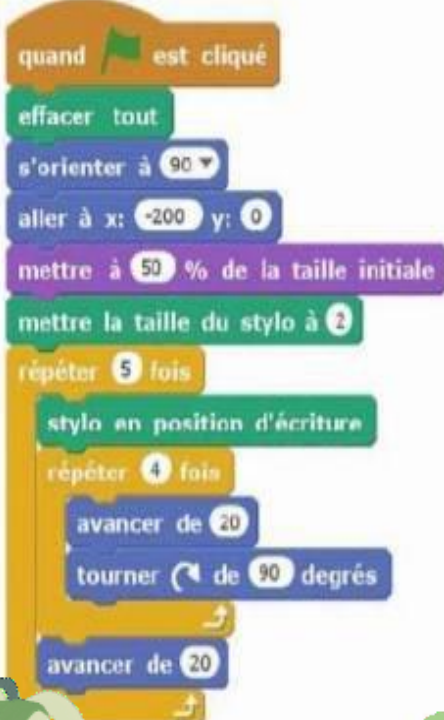 quand est cliqué
effacer tout
s'orienter à 90
aller à x: -200 y: 0
mettre à 50 % de la taille initiale
mettre la taille du stylo à 2
répéter 5 fois
stylo en position d'écriture
répéter 4 fois
avancer de 20
tourner de 90 degrés
avancer de 20